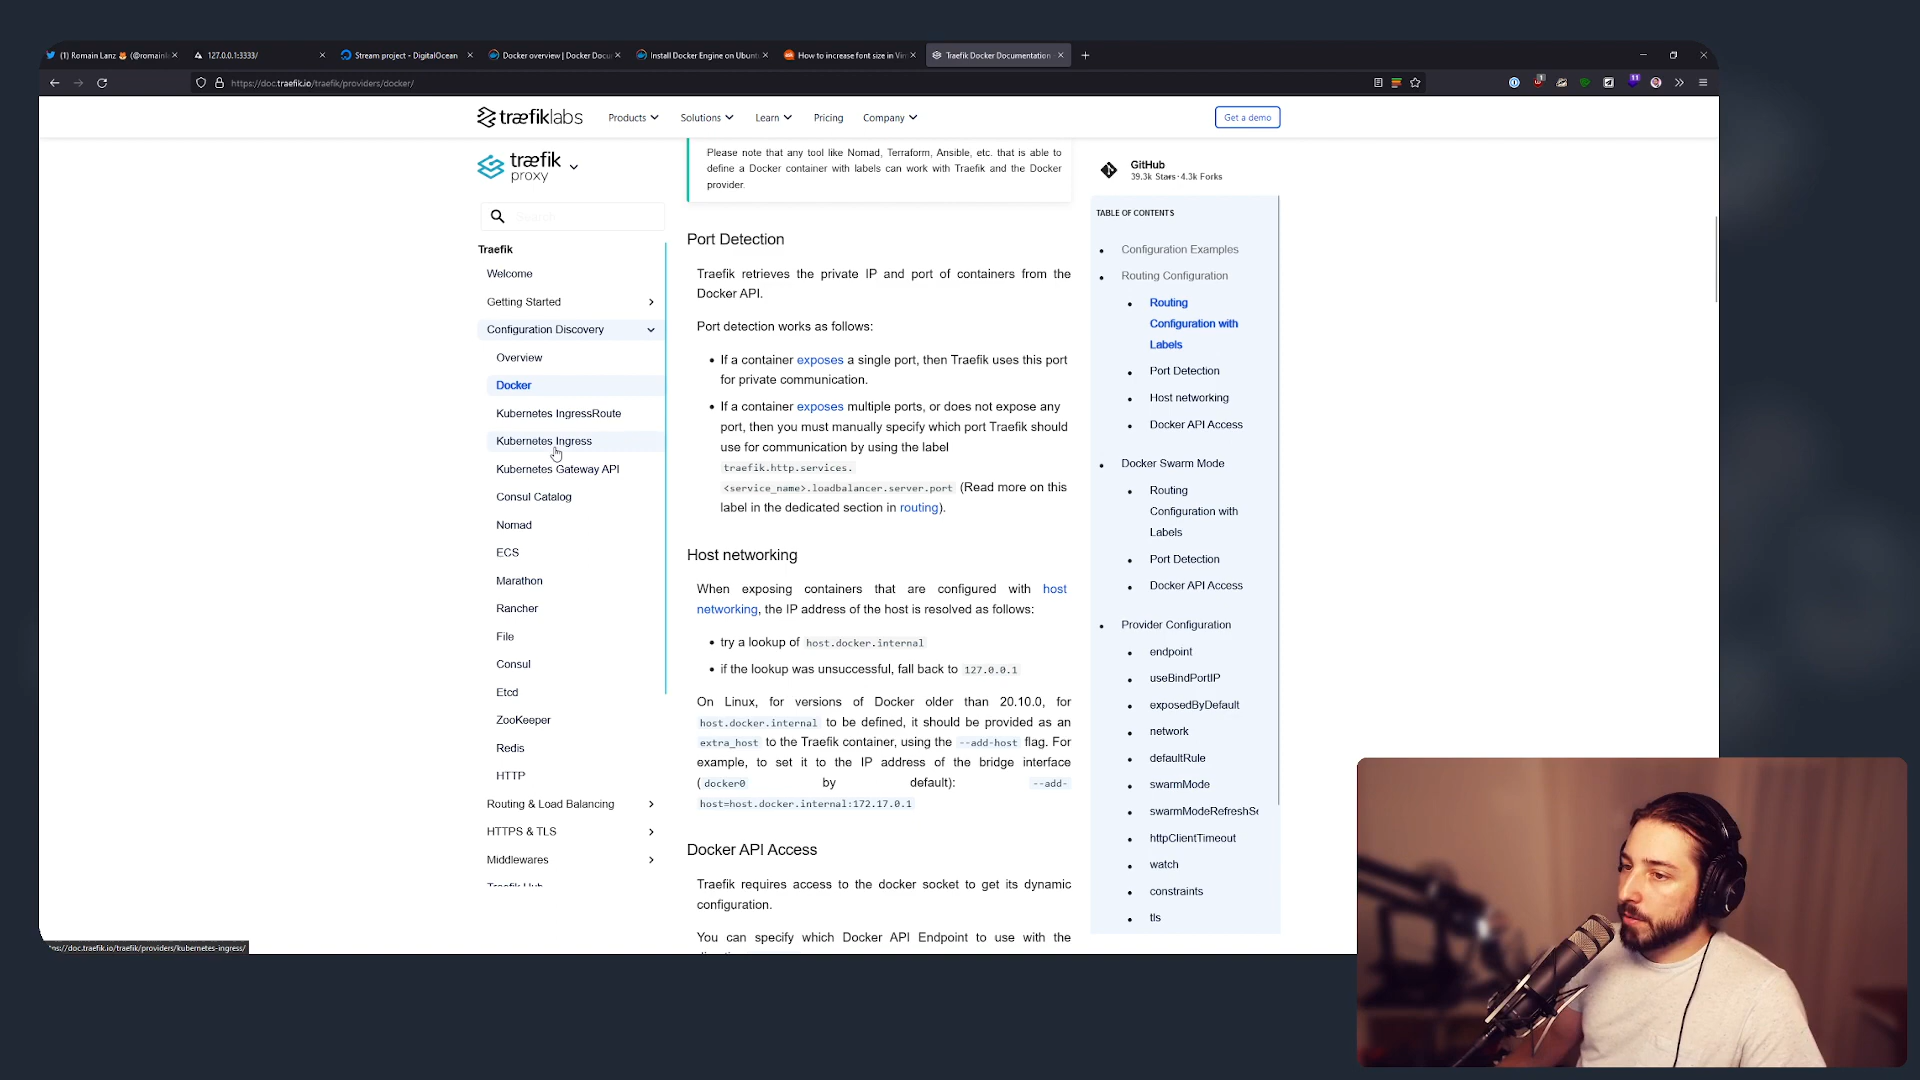 (1) Romain Lanz 🦊 (@romainl
127.0.0.1:3333/
Stream project - DigitalOcean
Docker overview | Docker Docu
Install Docker Engine on Ubuntu
How to increase font size in Vim
Traefik Docker Documentation
https://doc.traefik.io/traefik/providers/docker/
1
11
træfiklabs
Products
Solutions
Learn
Pricing
Company
Get a demo
træfik
proxy
Search
Traefik
Welcome
Getting Started
Configuration Discovery
Overview
Docker
Kubernetes IngressRoute
Kubernetes Ingress
Kubernetes Gateway API
Consul Catalog
Nomad
ECS
Marathon
Rancher
File
Consul
Etcd
ZooKeeper
Redis
HTTP
Routing & Load Balancing
HTTPS & TLS
Middlewares
Traefik Hub
Please note that any tool like Nomad, Terraform, Ansible, etc. that is able to
define a Docker container with labels can work with Traefik and the Docker
provider.
Port Detection
Traefik retrieves the private IP and port of containers from the
Docker API.
Port detection works as follows:
• If a container exposes a single port, then Traefik uses this port
for private communication.
• If a container exposes multiple ports, or does not expose any
port, then you must manually specify which port Traefik should
use for communication by using the label
traefik.http.services.
<service_name>.loadbalancer.server.port (Read more on this
label in the dedicated section in routing).
Host networking
When exposing containers that are configured with host
networking, the IP address of the host is resolved as follows:
• try a lookup of host.docker.internal
• if the lookup was unsuccessful, fall back to 127.0.0.1
On Linux, for versions of Docker older than 20.10.0, for
host.docker.internal to be defined, it should be provided as an
extra_host to the Traefik container, using the --add-host flag. For
example, to set it to the IP address of the bridge interface
(docker0 by default): --add-
host=host.docker.internal:172.17.0.1
Docker API Access
Traefik requires access to the docker socket to get its dynamic
configuration.
You can specify which Docker API Endpoint to use with the
GitHub
39.3k Stars · 4.3k Forks
TABLE OF CONTENTS
• Configuration Examples
• Routing Configuration
• Routing
Configuration with
Labels
• Port Detection
• Host networking
• Docker API Access
• Docker Swarm Mode
• Routing
Configuration with
Labels
• Port Detection
• Docker API Access
• Provider Configuration
• endpoint
• useBindPortIP
• exposedByDefault
• network
• defaultRule
• swarmMode
• swarmModeRefreshSe
• httpClientTimeout
• watch
• constraints
• tls
ps://doc.traefik.io/traefik/providers/kubernetes-ingress/